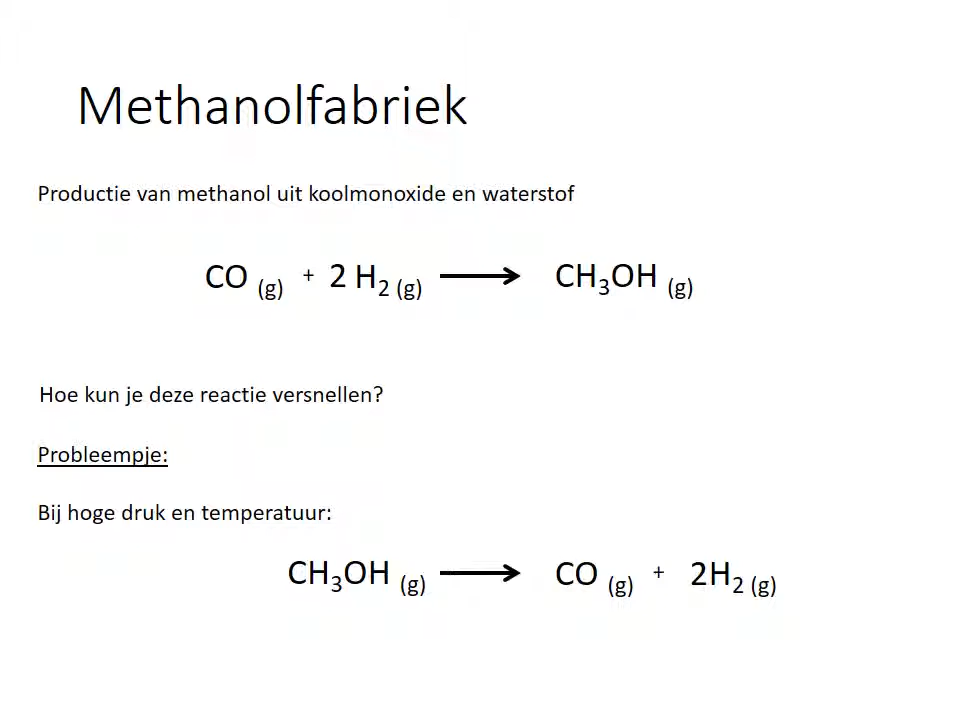 Methanolfabriek
Productie van methanol uit koolmonoxide en waterstof
CO (g) + 2 H2 (g) ⟶ CH3OH (g)
Hoe kun je deze reactie versnellen?
Probleempje:
Bij hoge druk en temperatuur:
CH3OH (g) ⟶ CO (g) + 2H2 (g)